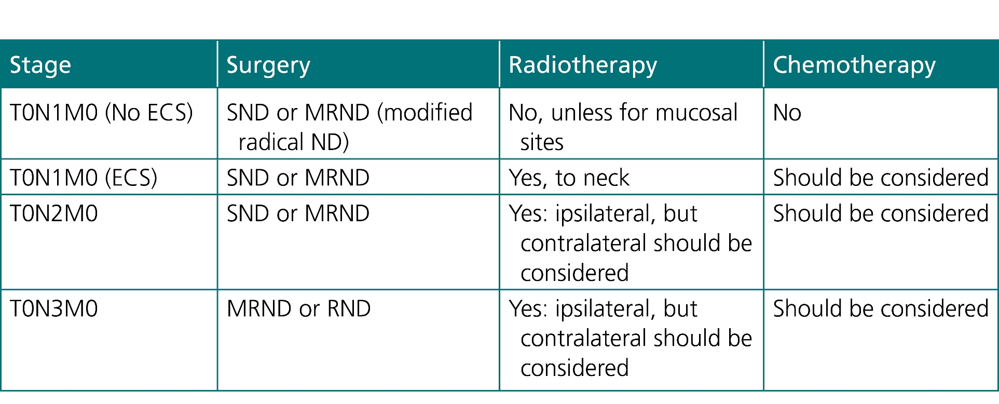 Stage Surgery Radiotherapy Chemotherapy
T0N1M0 (No ECS) SND or MRND (modified No, unless for mucosal No
radical ND) sites
T0N1M0 (ECS) SND or MRND Yes, to neck Should be considered
T0N2M0 SND or MRND Yes: ipsilateral, but Should be considered
contralateral should be
considered
T0N3M0 MRND or RND Yes: ipsilateral, but Should be considered
contralateral should be
considered